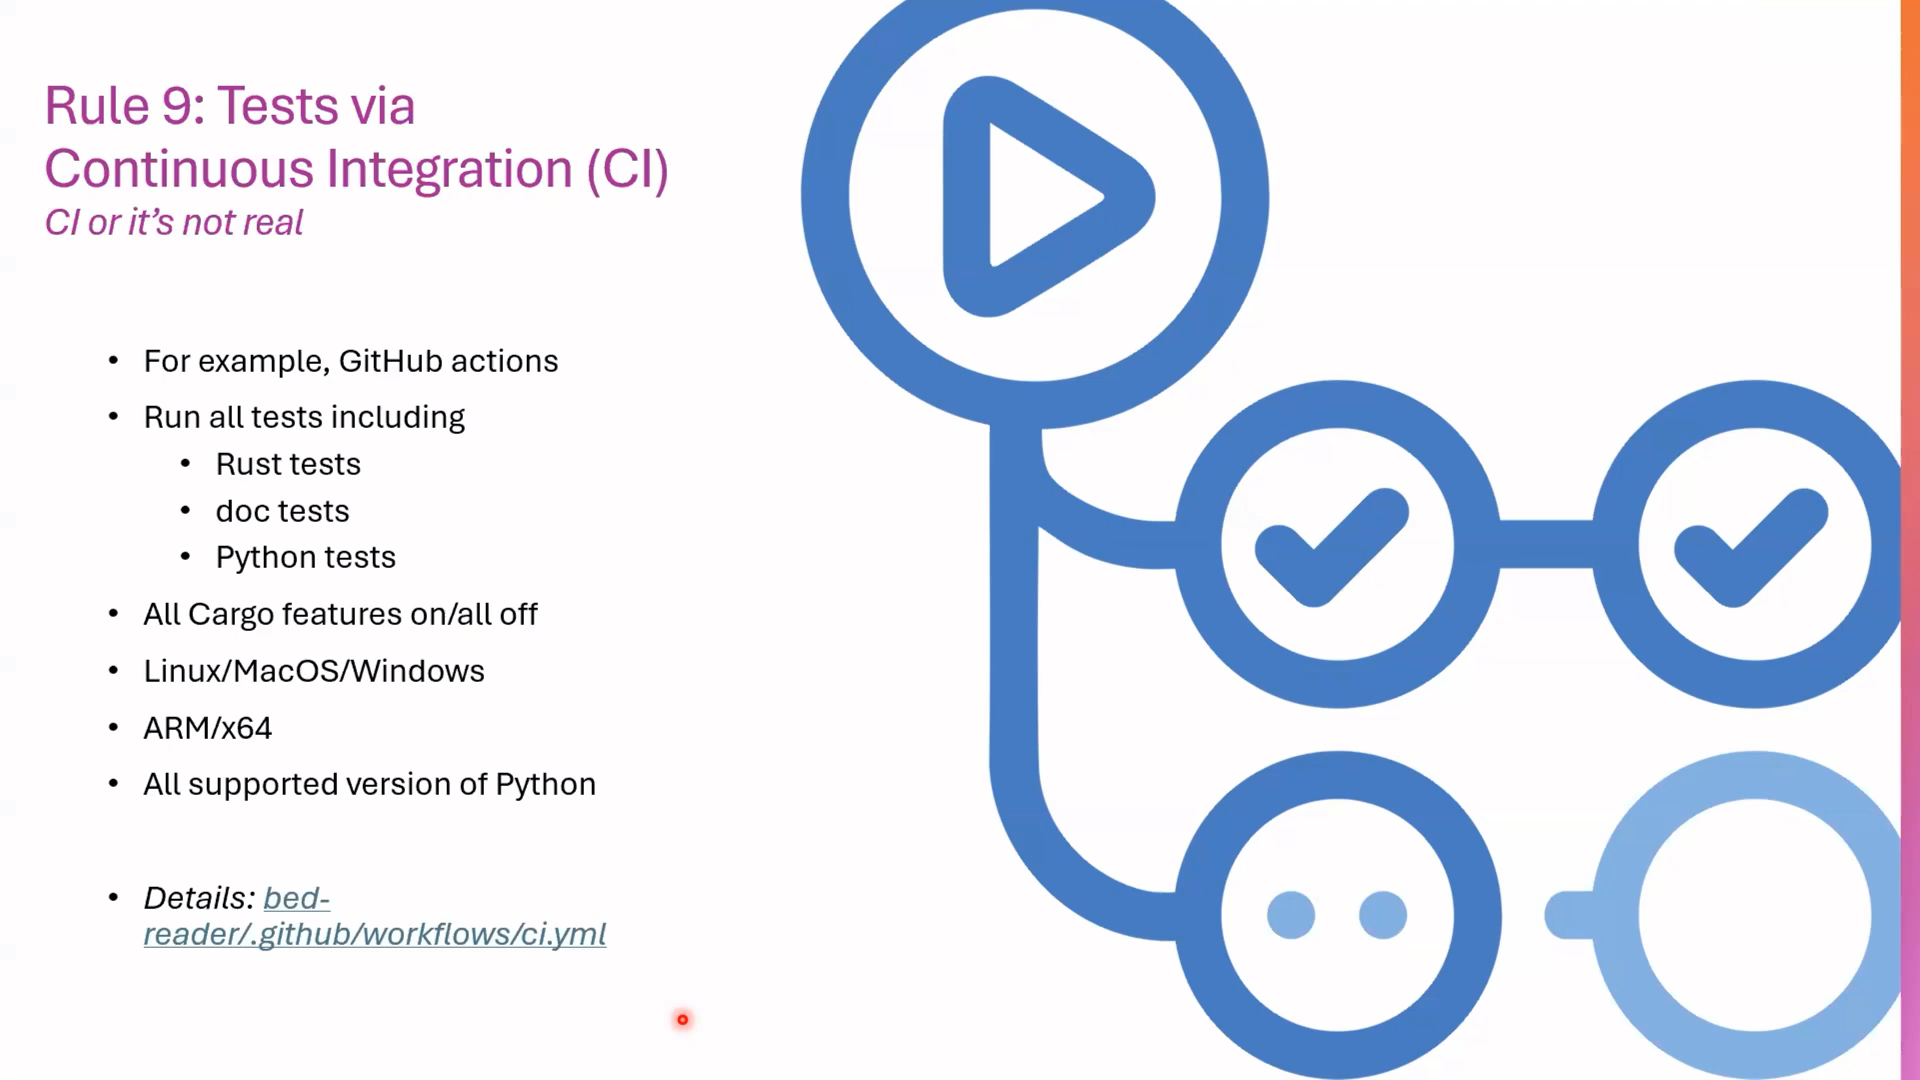 Rule 9: Tests via
Continuous Integration (CI)
CI or it’s not real
• For example, GitHub actions
• Run all tests including
• Rust tests
• doc tests
• Python tests
• All Cargo features on/all off
• Linux/MacOS/Windows
• ARM/x64
• All supported version of Python
• Details: bed-
reader/.github/workflows/ci.yml